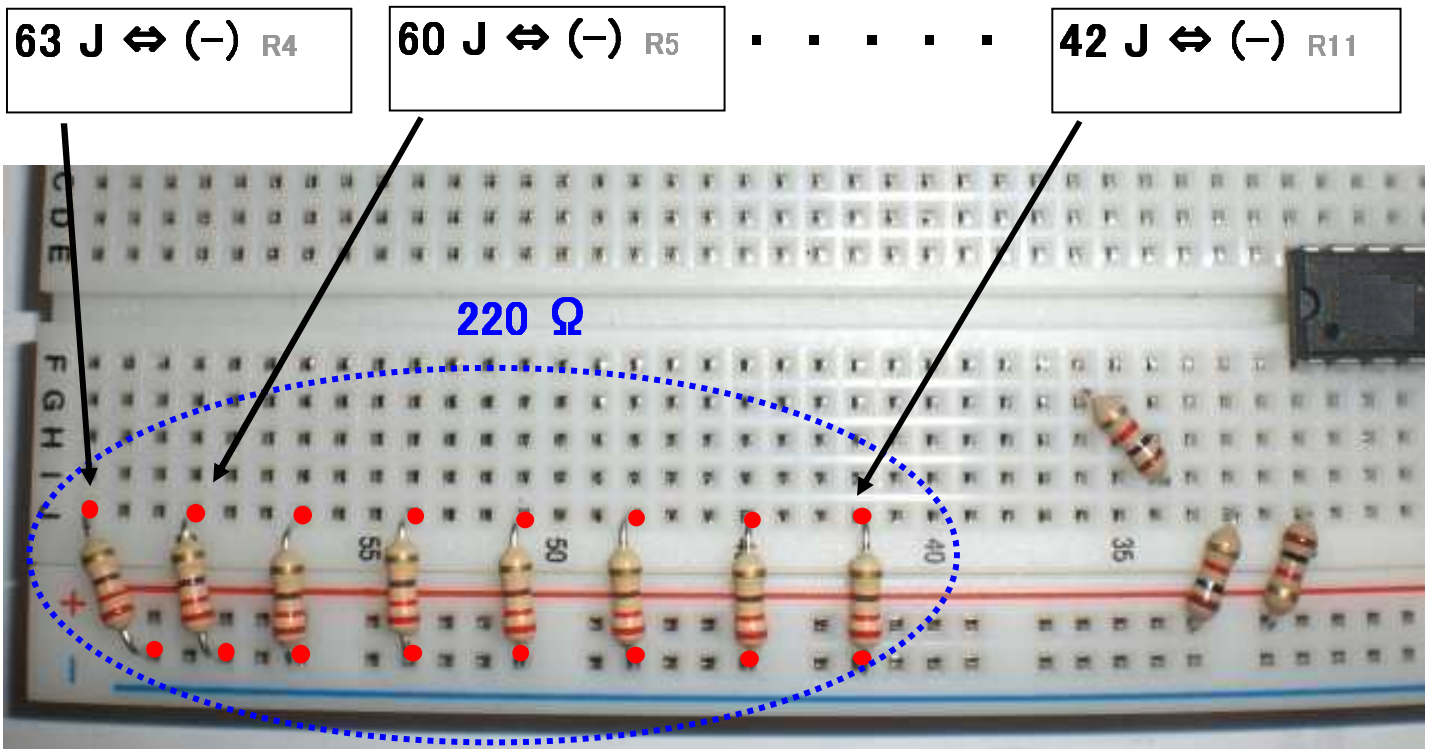 63 J ⇔ (−) R4
60 J ⇔ (−) R5
. . . . .
42 J ⇔ (−) R11
C
D
E
220 Ω
F
G
H
I
J
55
50
40
35
+
−